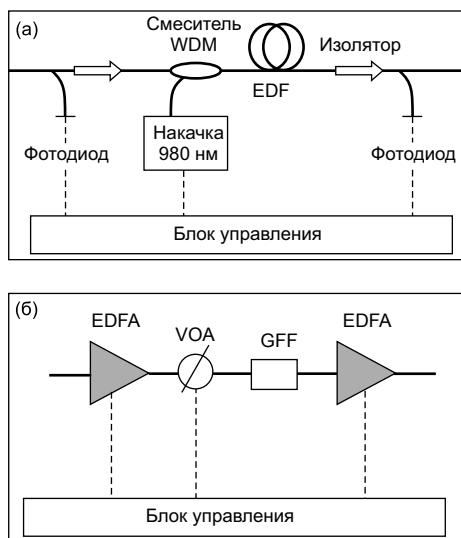 (а)
Смеситель
WDM
Изолятор
EDF
Накачка
980 нм
Фотодиод
Фотодиод
Блок управления
(б)
EDFA
VOA
GFF
EDFA
Блок управления